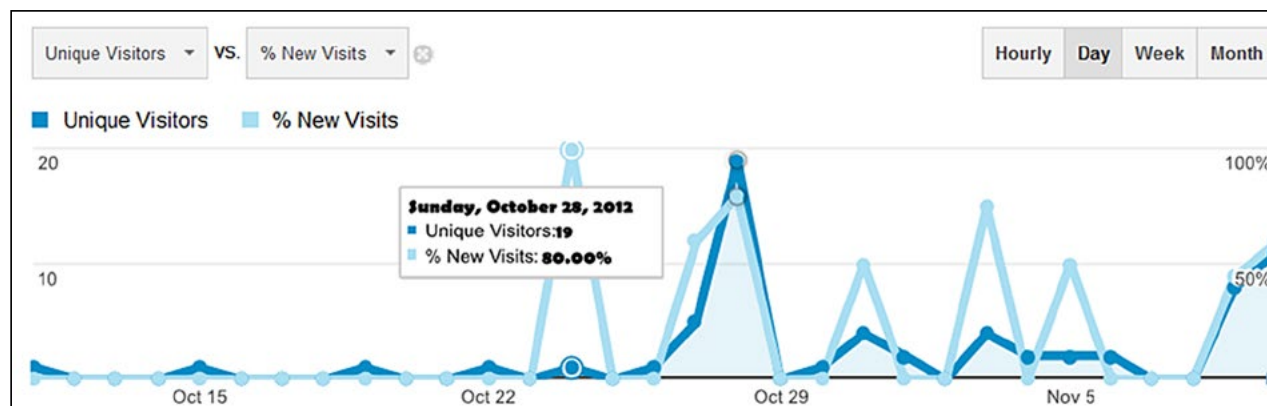 Unique Visitors VS. % New Visits Hourly Day Week Month
Unique Visitors % New Visits
20 100%
Sunday, October 28, 2012
Unique Visitors:19
% New Visits: 80.00%
10 50%
Oct 15 Oct 22 Oct 29 Nov 5